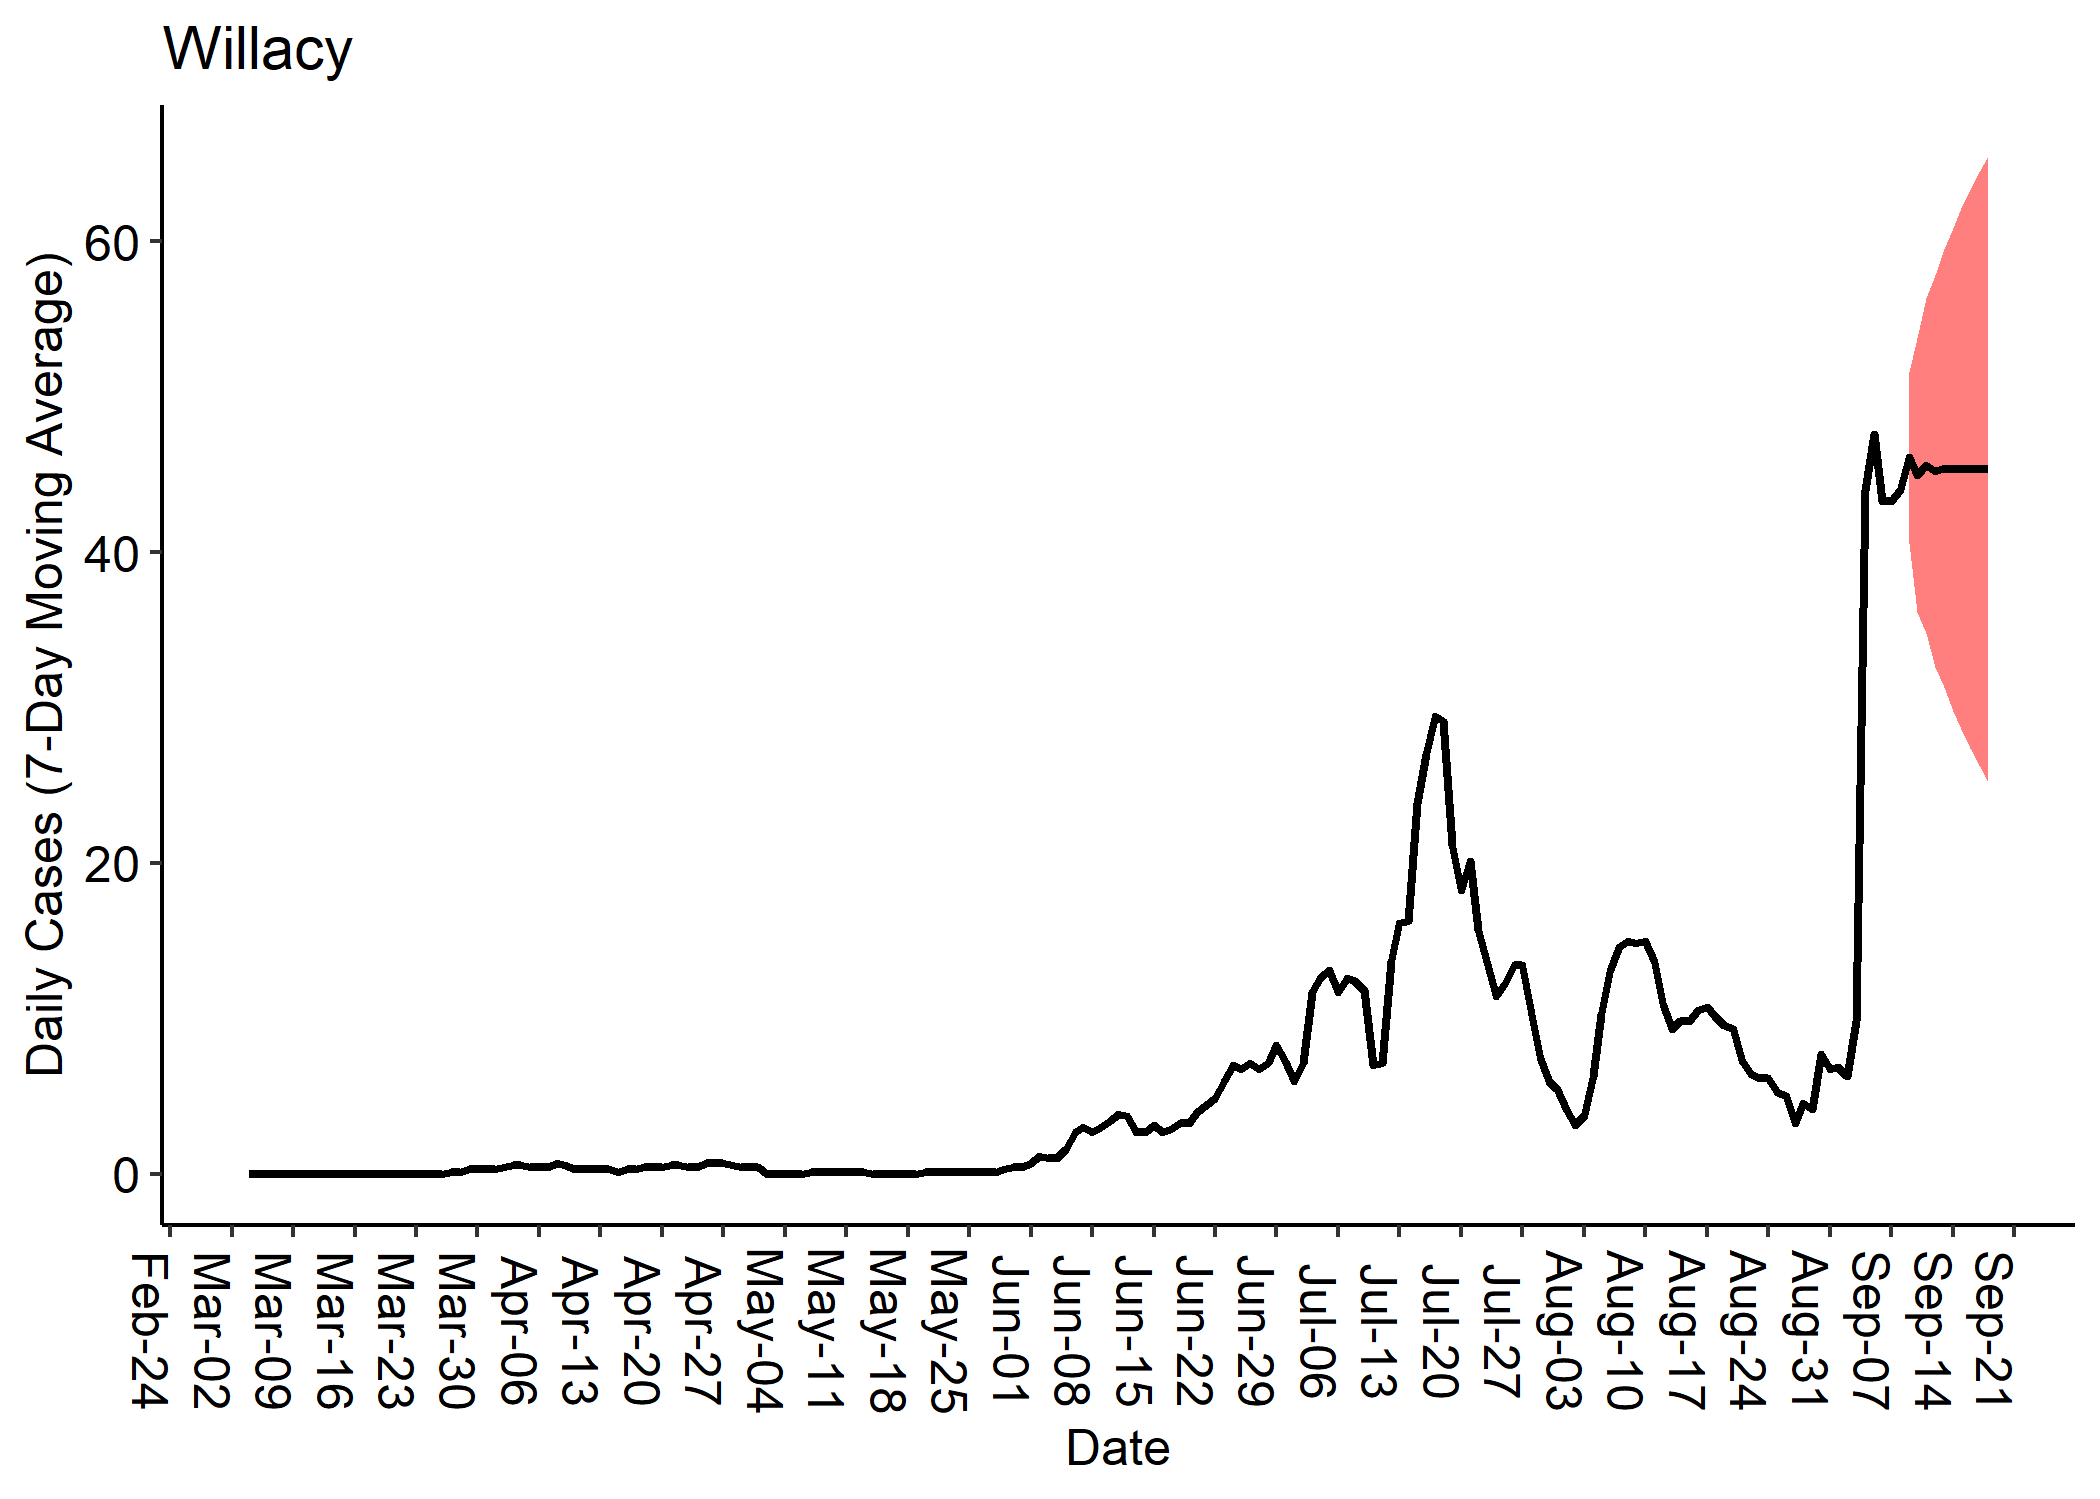 Willacy
Daily Cases (7-Day Moving Average)
60
40
20
0
Feb-24
Mar-02
Mar-09
Mar-16
Mar-23
Mar-30
Apr-06
Apr-13
Apr-20
Apr-27
May-04
May-11
May-18
May-25
Jun-01
Jun-08
Jun-15
Jun-22
Jun-29
Jul-06
Jul-13
Jul-20
Jul-27
Aug-03
Aug-10
Aug-17
Aug-24
Aug-31
Sep-07
Sep-14
Sep-21
Date